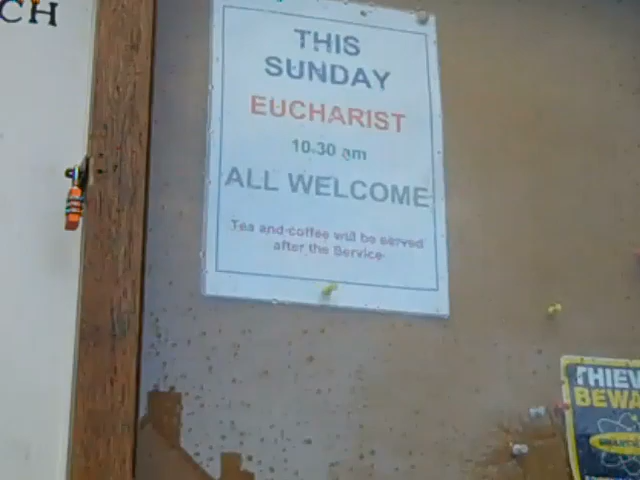 CH
THIS
SUNDAY
EUCHARIST
10.30 am
ALL WELCOME
Tea and coffee will be served
after the Service
THIEV
BEWA